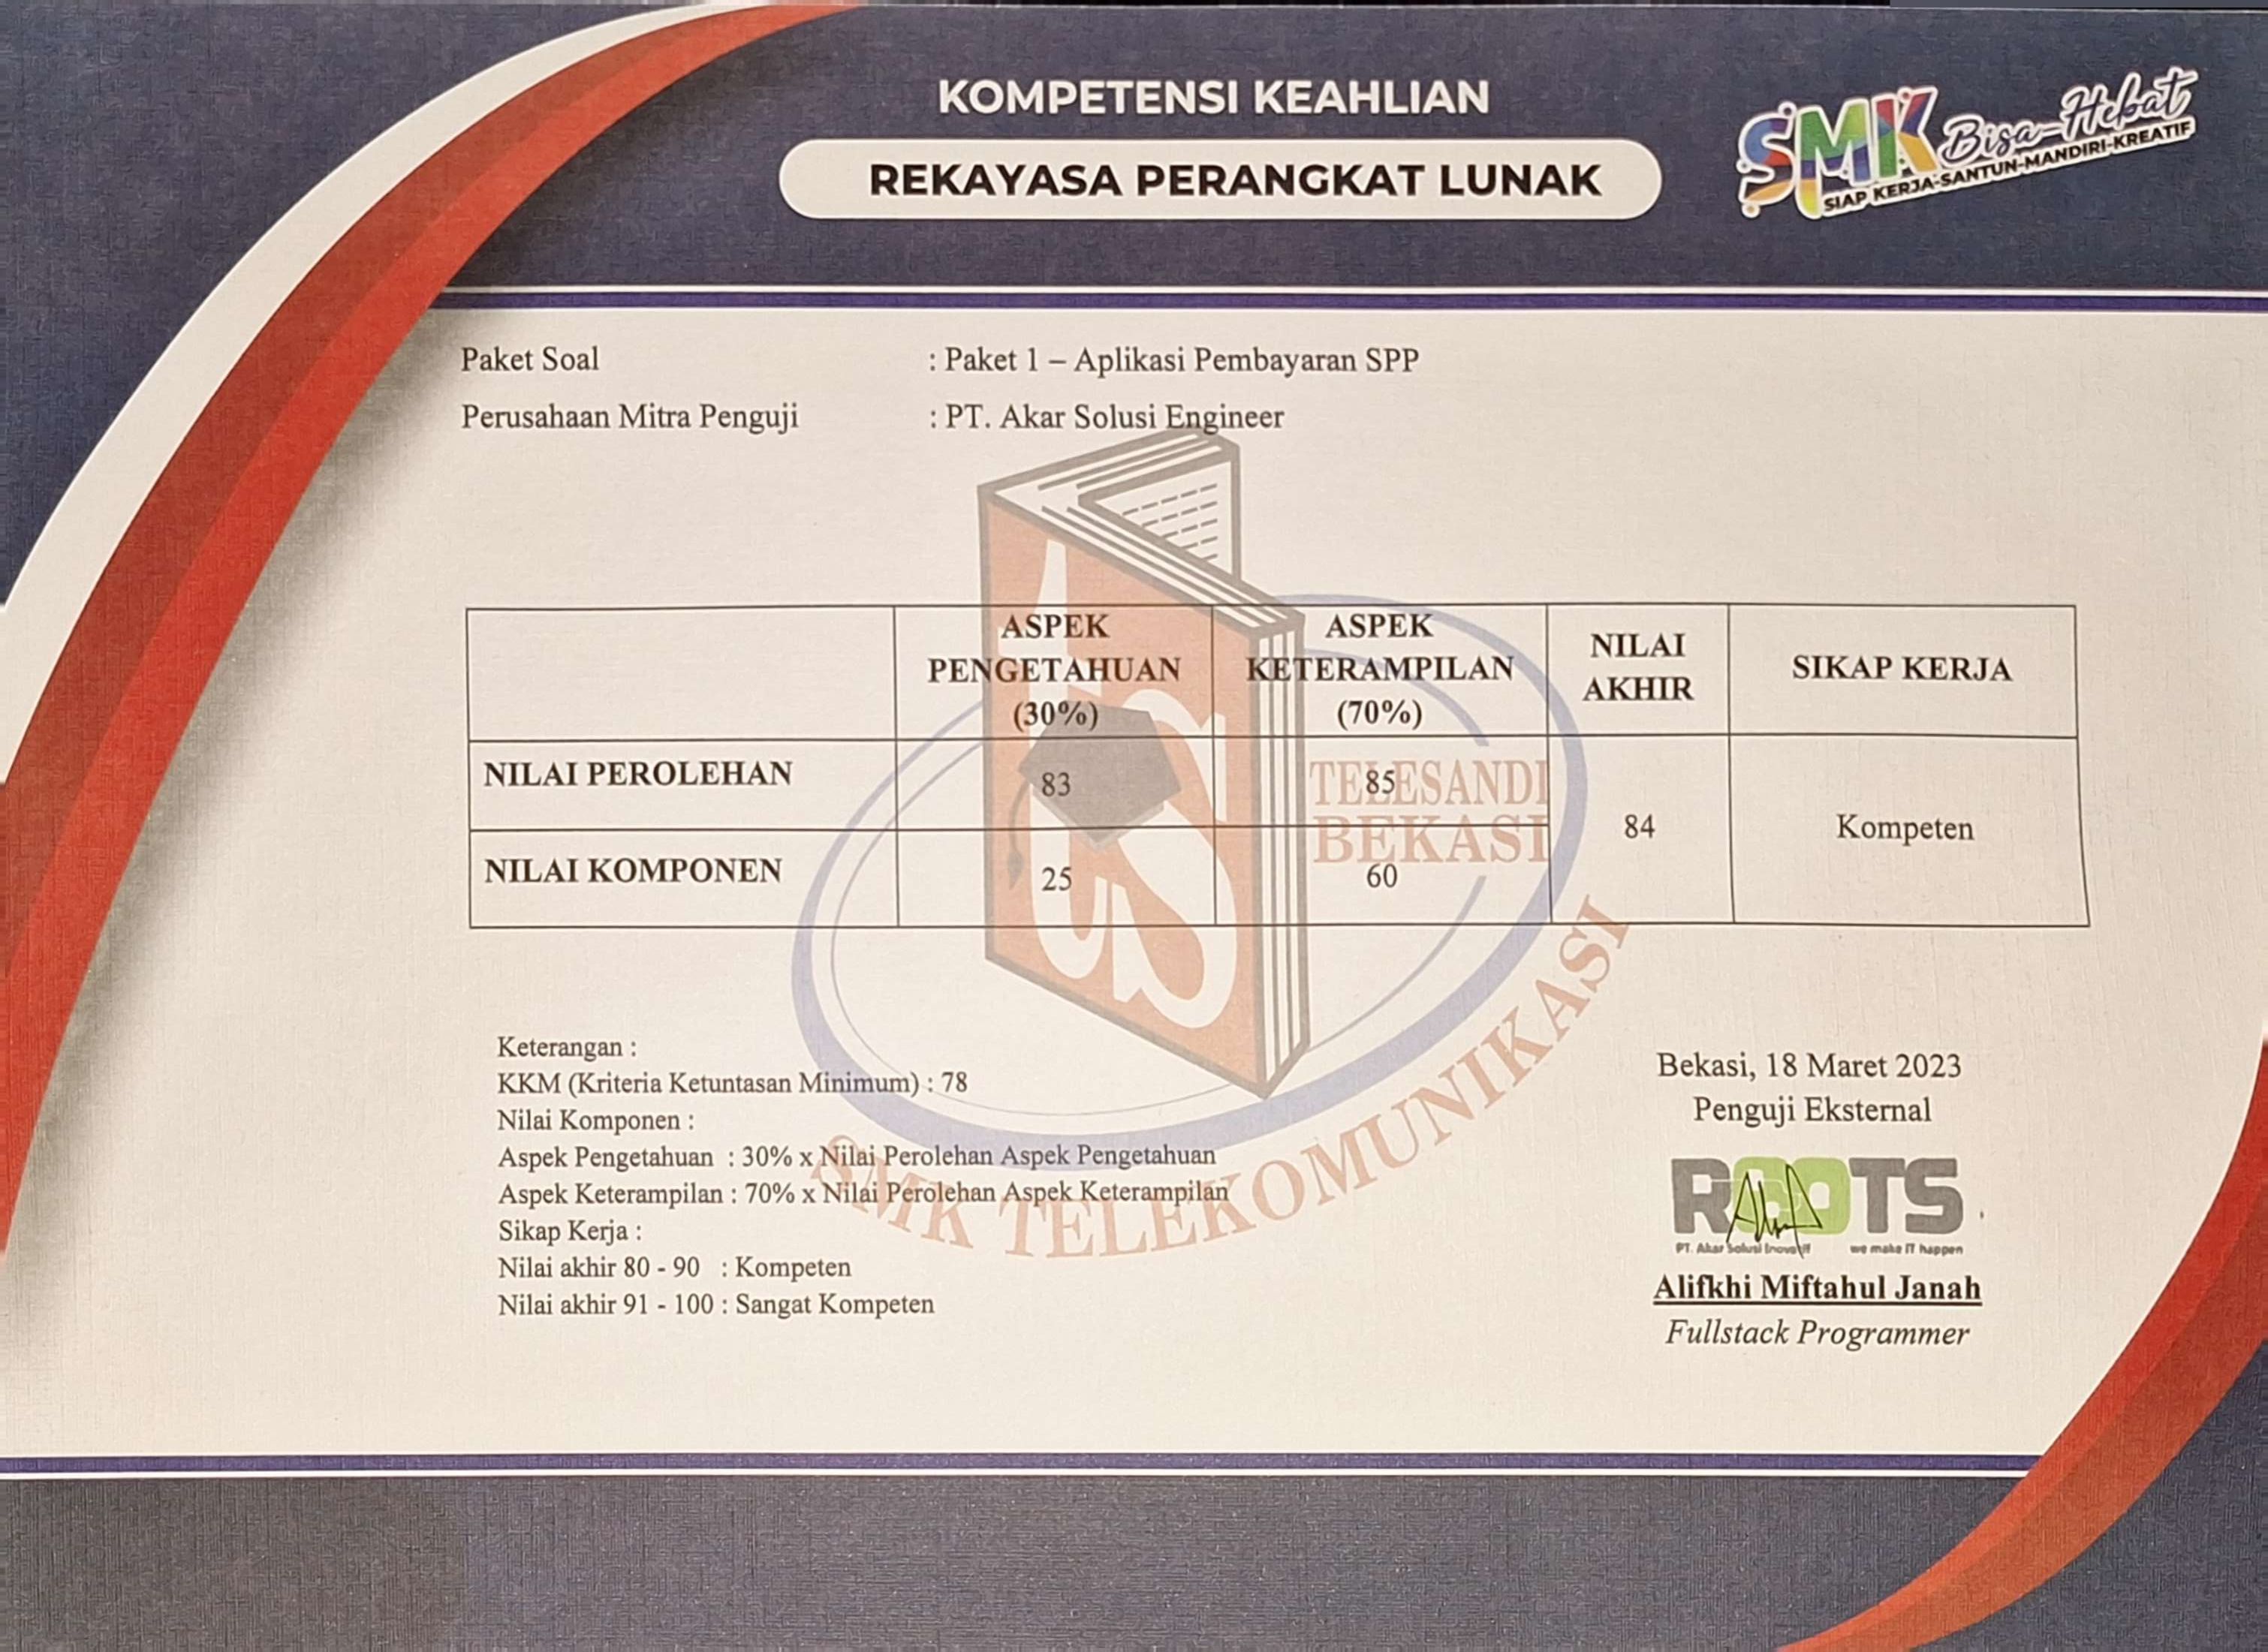 KOMPETENSI KEAHLIAN
REKAYASA PERANGKAT LUNAK
SMK Bisa-Hebat
SIAP KERJA-SANTUN-MANDIRI-KREATIF
Paket Soal : Paket 1 – Aplikasi Pembayaran SPP
Perusahaan Mitra Penguji : PT. Akar Solusi Engineer
ASPEK PENGETAHUAN (30%) ASPEK KETERAMPILAN (70%) NILAI AKHIR SIKAP KERJA
NILAI PEROLEHAN 83 85 84 Kompeten
NILAI KOMPONEN 25 60
TELESANDI
BEKASI
SMK TELEKOMUNIKASI
Keterangan :
KKM (Kriteria Ketuntasan Minimum) : 78
Nilai Komponen :
Aspek Pengetahuan : 30% x Nilai Perolehan Aspek Pengetahuan
Aspek Keterampilan : 70% x Nilai Perolehan Aspek Keterampilan
Sikap Kerja :
Nilai akhir 80 - 90 : Kompeten
Nilai akhir 91 - 100 : Sangat Kompeten
Bekasi, 18 Maret 2023
Penguji Eksternal
ROOTS
PT. Akar Solusi Inovatif we make IT happen
Alifkhi Miftahul Janah
Fullstack Programmer